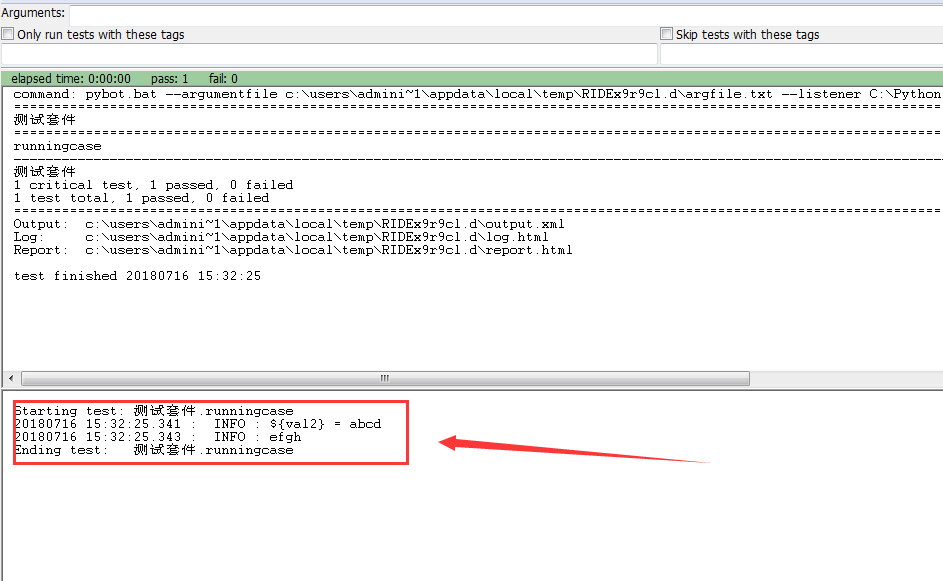 Arguments:
Only run tests with these tags
Skip tests with these tags
elapsed time: 0:00:00 pass: 1 fail: 0
command: pybot.bat --argumentfile c:\users\admini~1\appdata\local\temp\RIDEx9r9cl.d\argfile.txt --listener C:\Python
==============================================================================
测试套件
==============================================================================
runningcase
------------------------------------------------------------------------------
测试套件
1 critical test, 1 passed, 0 failed
1 test total, 1 passed, 0 failed
==============================================================================
Output:  c:\users\admini~1\appdata\local\temp\RIDEx9r9cl.d\output.xml
Log:     c:\users\admini~1\appdata\local\temp\RIDEx9r9cl.d\log.html
Report:  c:\users\admini~1\appdata\local\temp\RIDEx9r9cl.d\report.html
test finished 20180716 15:32:25
Starting test: 测试套件.runningcase
20180716 15:32:25.341 :  INFO : ${val2} = abcd
20180716 15:32:25.343 :  INFO : efgh
Ending test:   测试套件.runningcase